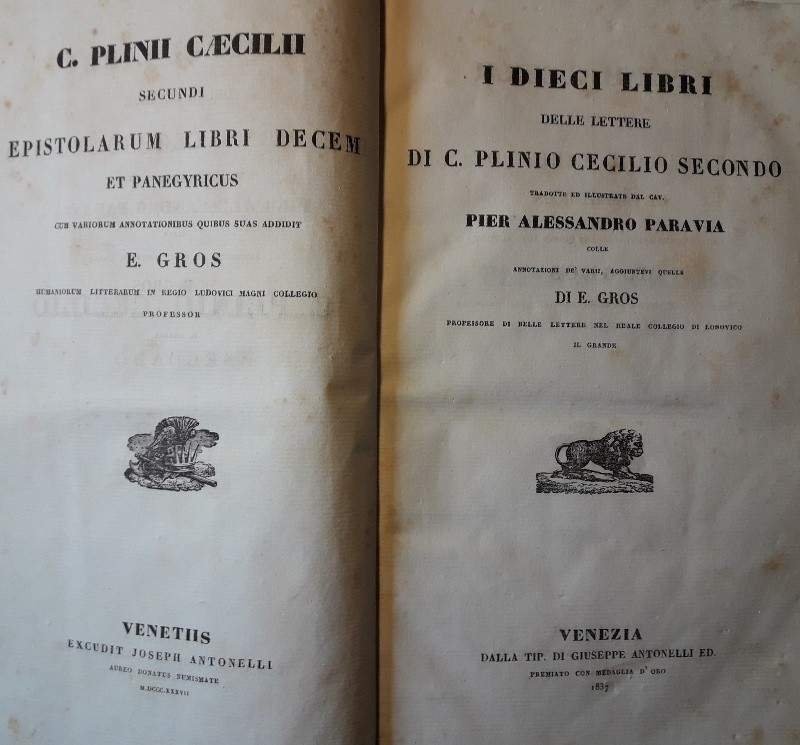 C. PLINII CÆCILII
SECUNDI
EPISTOLARUM LIBRI DECEM
ET PANEGYRICUS
CUM VARIORUM ANNOTATIONIBUS QUIBUS SUAS ADDIDIT
E. GROS
HUMANIORUM LITTERARUM IN REGIO LUDOVICI MAGNI COLLEGIO
PROFESSOR
VENETIIS
EXCUDIT JOSEPH ANTONELLI
AUREO DONATUS NUMISMATE
M.DCCC.XXXVII
I DIECI LIBRI
DELLE LETTERE
DI C. PLINIO CECILIO SECONDO
TRADOTTE ED ILLUSTRATE DAL CAV.
PIER ALESSANDRO PARAVIA
COLLE
ANNOTAZIONI DE' VARII, AGGIUNTEVI QUELLE
DI E. GROS
PROFESSORE DI BELLE LETTERE NEL REALE COLLEGIO DI LODOVICO
IL GRANDE
VENEZIA
DALLA TIP. DI GIUSEPPE ANTONELLI ED.
PREMIATO CON MEDAGLIA D' ORO
1837